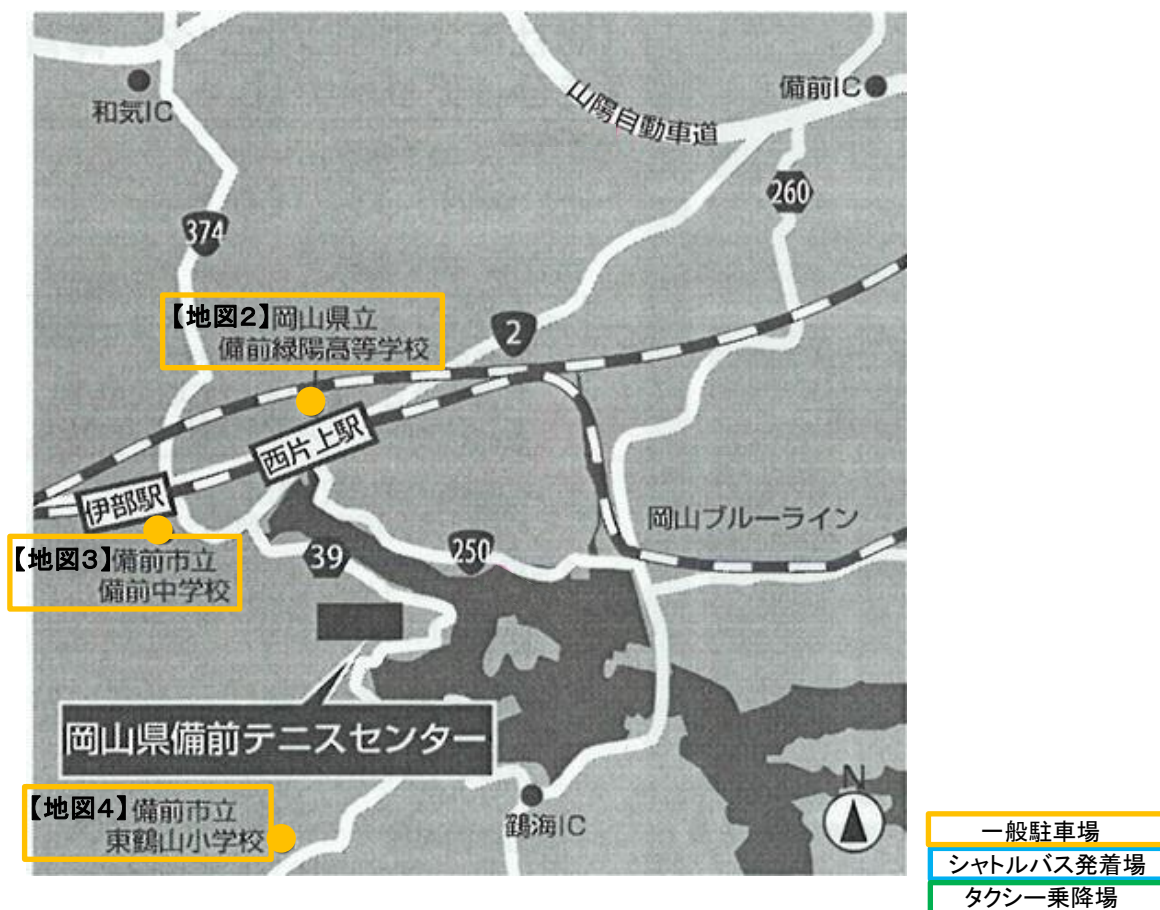 和気IC
備前IC
山陽自動車道
260
374
【地図2】岡山県立
備前緑陽高等学校
2
西片上駅
伊部駅
岡山ブルーライン
【地図3】備前市立
備前中学校
39
250
岡山県備前テニスセンター
【地図4】備前市立
東鶴山小学校
鶴海IC
N
一般駐車場
シャトルバス発着場
タクシー乗降場